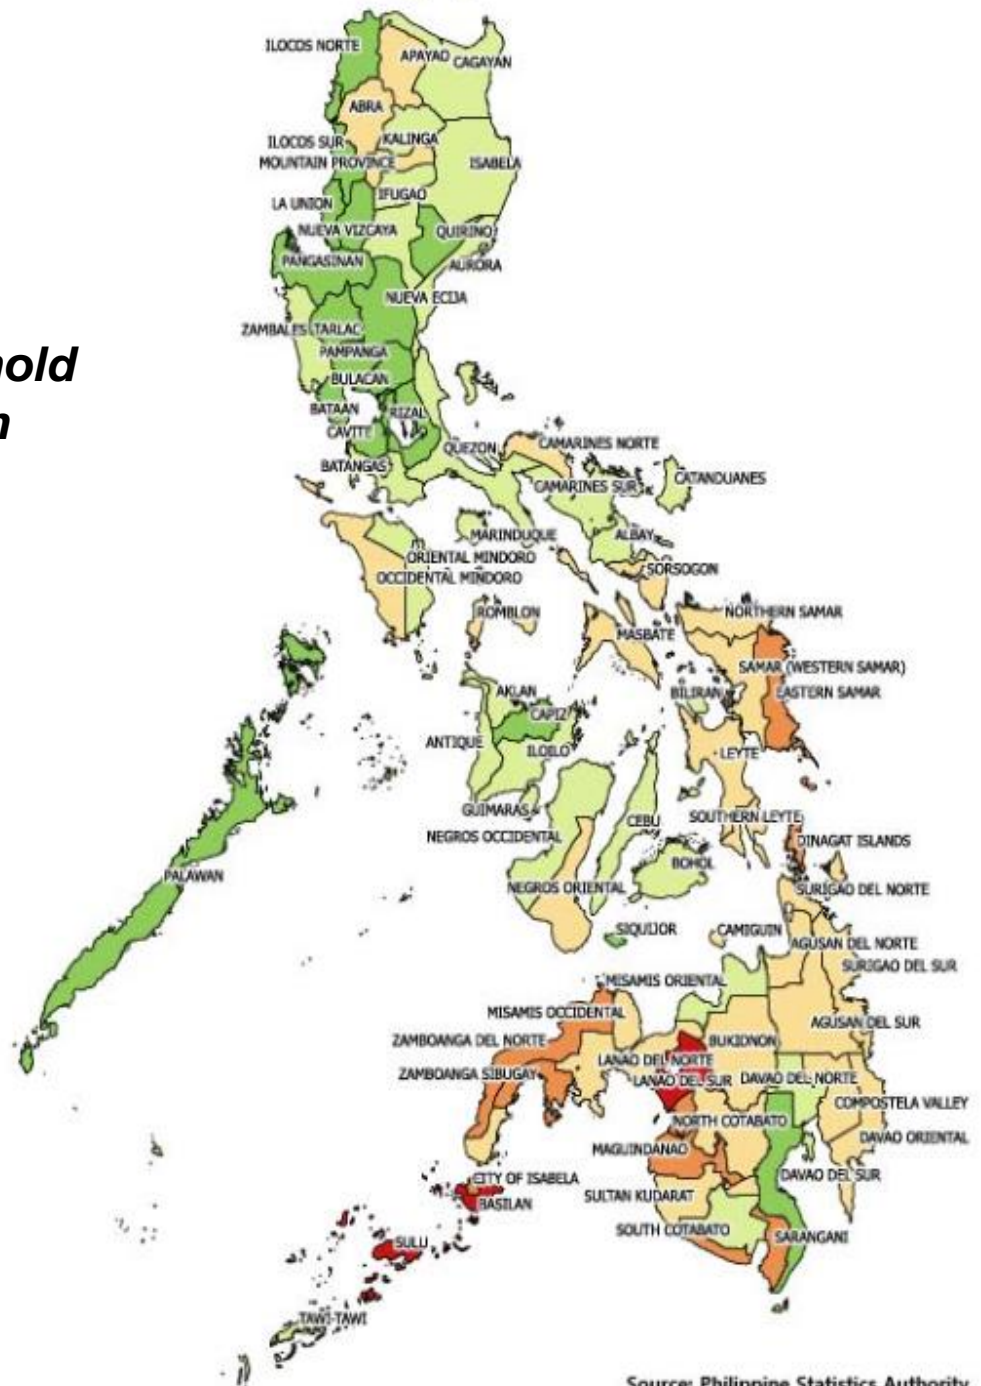 ILOCOS NORTE
APAYAO
CAGAYAN
ABRA
ILOCOS SUR
KALINGA
MOUNTAIN PROVINCE
ISABELA
IFUGAO
LA UNION
NUEVA VIZCAYA
QUIRINO
PANGASINAN
AURORA
NUEVA ECIJA
ZAMBALES
TARLAC
PAMPANGA
BULACAN
BATAAN
RIZAL
CAVITE
QUEZON
CAMARINES NORTE
BATANGAS
CATANDUANES
CAMARINES SUR
MARINDUQUE
ALBAY
ORIENTAL MINDORO
SORSOGON
OCCIDENTAL MINDORO
ROMBLON
NORTHERN SAMAR
MASBATE
SAMAR (WESTERN SAMAR)
AKLAN
BILIRAN
EASTERN SAMAR
CAPIZ
ANTIQUE
ILOILO
LEYTE
GUIMARAS
SOUTHERN LEYTE
CEBU
NEGROS OCCIDENTAL
DINAGAT ISLANDS
BOHOL
PALAWAN
NEGROS ORIENTAL
SURIGAO DEL NORTE
SIQUIJOR
CAMIGUIN
AGUSAN DEL NORTE
SURIGAO DEL SUR
MISAMIS ORIENTAL
MISAMIS OCCIDENTAL
AGUSAN DEL SUR
ZAMBOANGA DEL NORTE
BUKIDNON
LANAO DEL NORTE
ZAMBOANGA SIBUGAY
LANAO DEL SUR
DAVAO DEL NORTE
COMPOSTELA VALLEY
NORTH COTABATO
DAVAO ORIENTAL
MAGUINDANAO
CITY OF ISABELA
DAVAO DEL SUR
SULTAN KUDARAT
BASILAN
SOUTH COTABATO
SARANGANI
SULU
TAWI-TAWI
Source: Philippine Statistics Authority